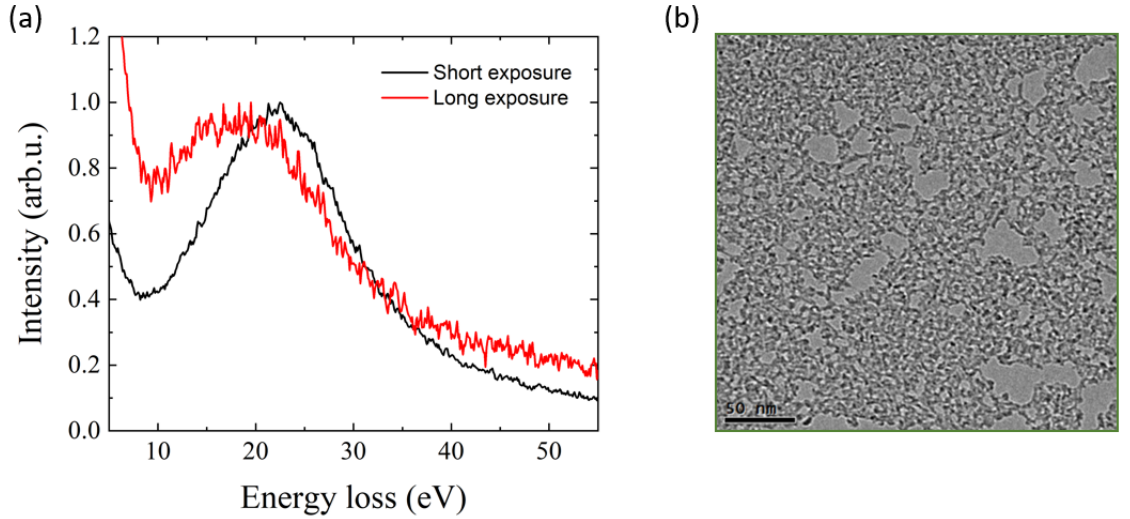 (a)
(b)
1.2
1.0
0.8
0.6
0.4
0.2
0.0
Intensity (arb.u.)
Short exposure
Long exposure
10
20
30
40
50
Energy loss (eV)
50 nm